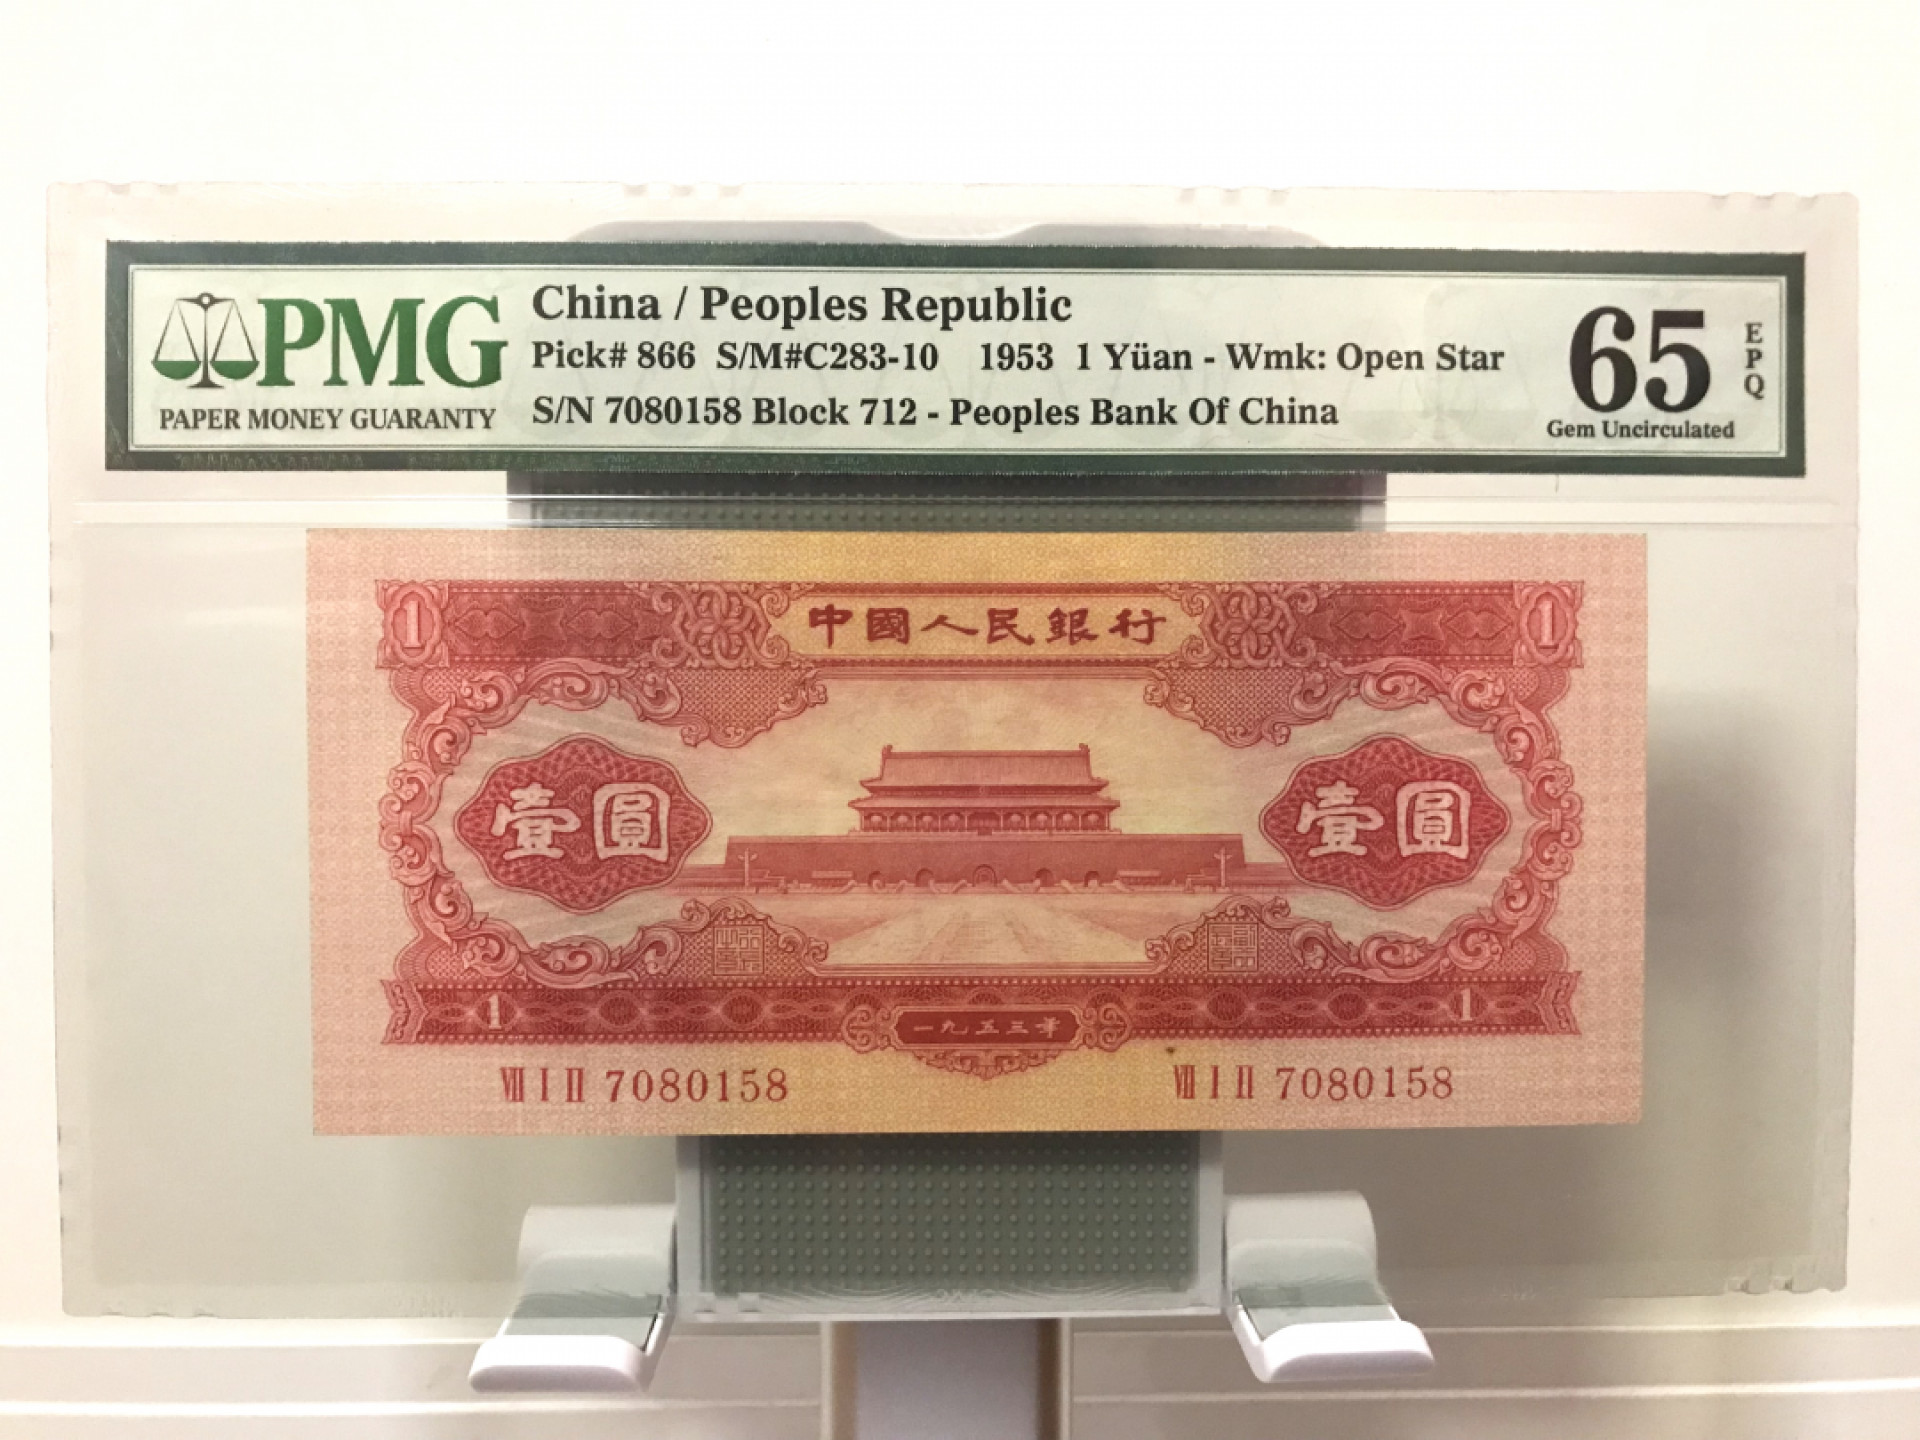 PMG
PAPER MONEY GUARANTY
China / Peoples Republic
Pick# 866 S/M#C283-10 1953 1 Yüan - Wmk: Open Star
S/N 7080158 Block 712 - Peoples Bank Of China
65
EPQ
Gem Uncirculated
1 中國人民銀行 1
壹圓 壹圓
1 一九五三年 1
VII I II 7080158 VII I II 7080158